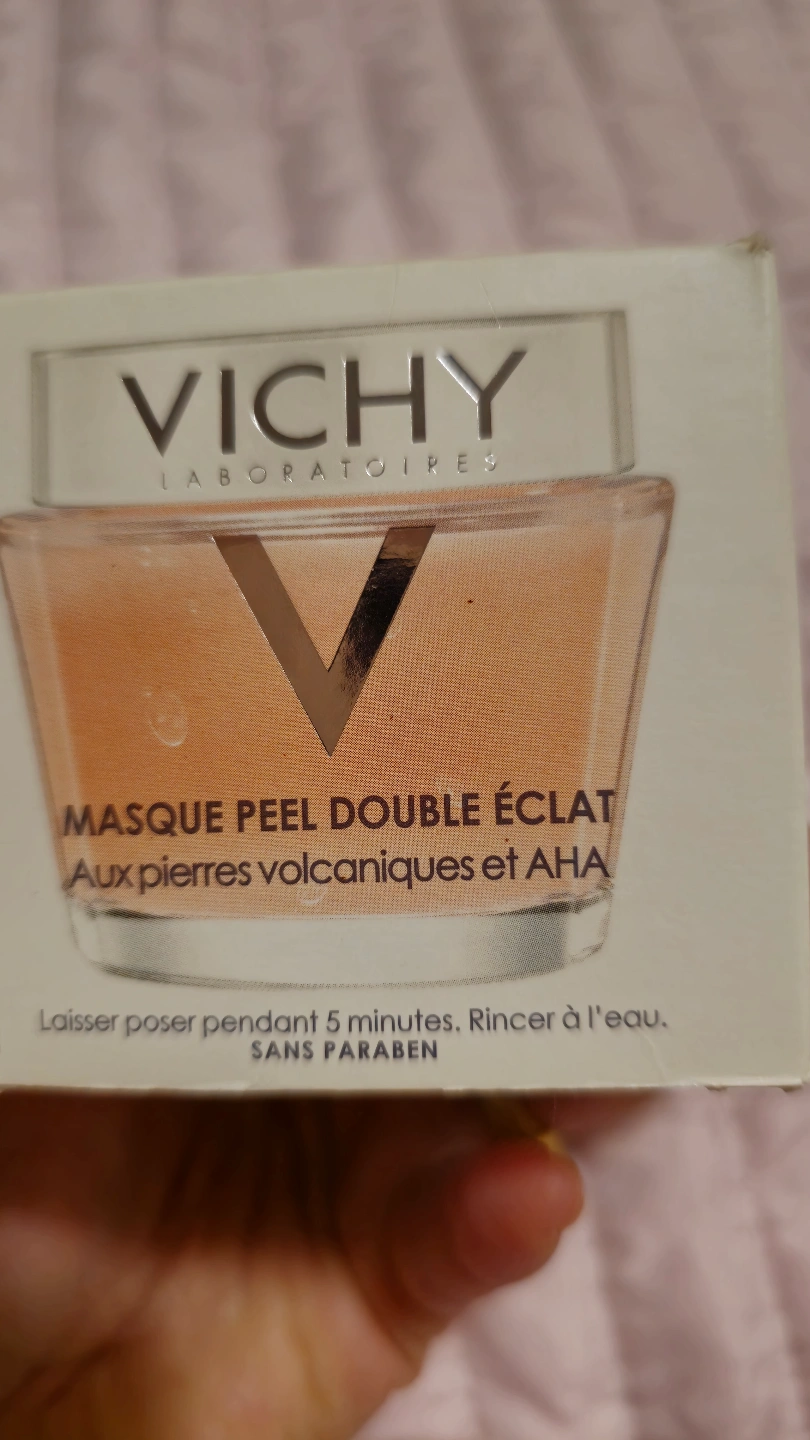 VICHY
LABORATOIRES
V
MASQUE PEEL DOUBLE ÉCLAT
Aux pierres volcaniques et AHA
Laisser poser pendant 5 minutes. Rincer à l'eau.
SANS PARABEN